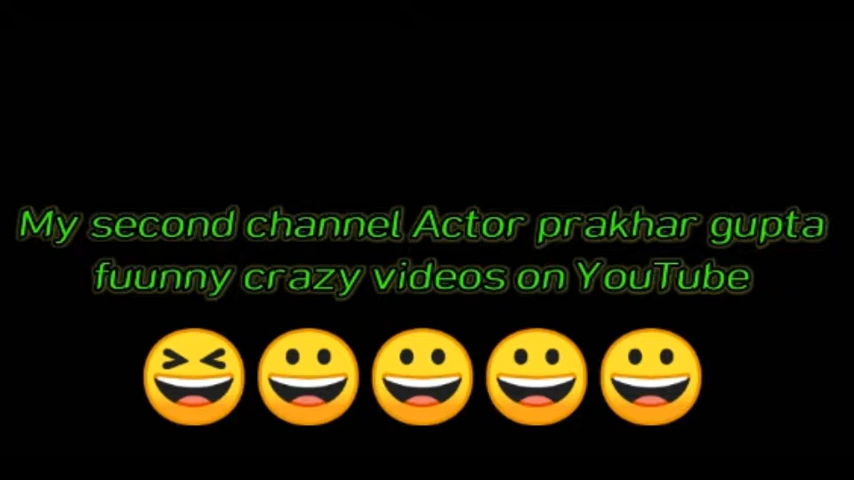 My second channel Actor prakhar gupta
fuunny crazy videos on YouTube
😆😀😀😀😀